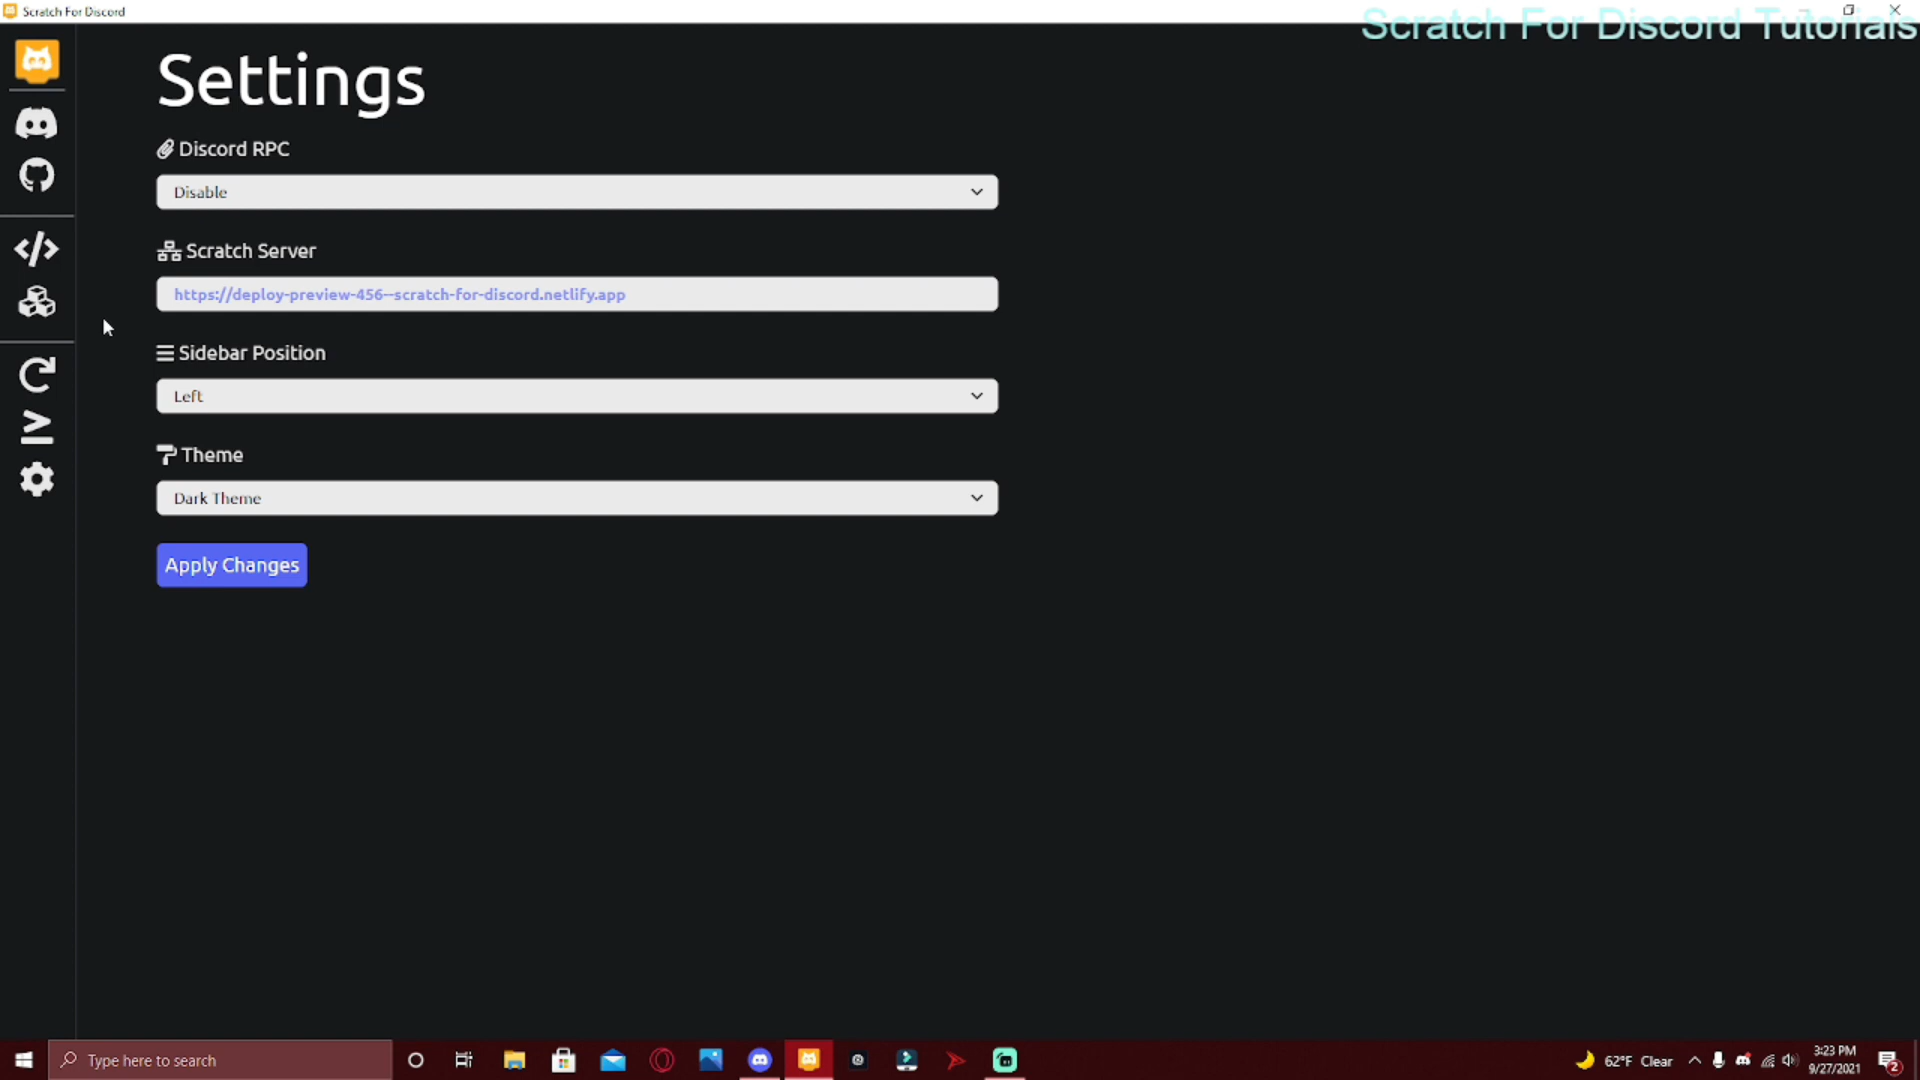 Scratch For Discord
Scratch For Discord Tutorials
Settings
Discord RPC
Disable
Scratch Server
https://deploy-preview-456--scratch-for-discord.netlify.app
Sidebar Position
Left
Theme
Dark Theme
Apply Changes
Type here to search
62°F Clear
3:23 PM
9/27/2021
2